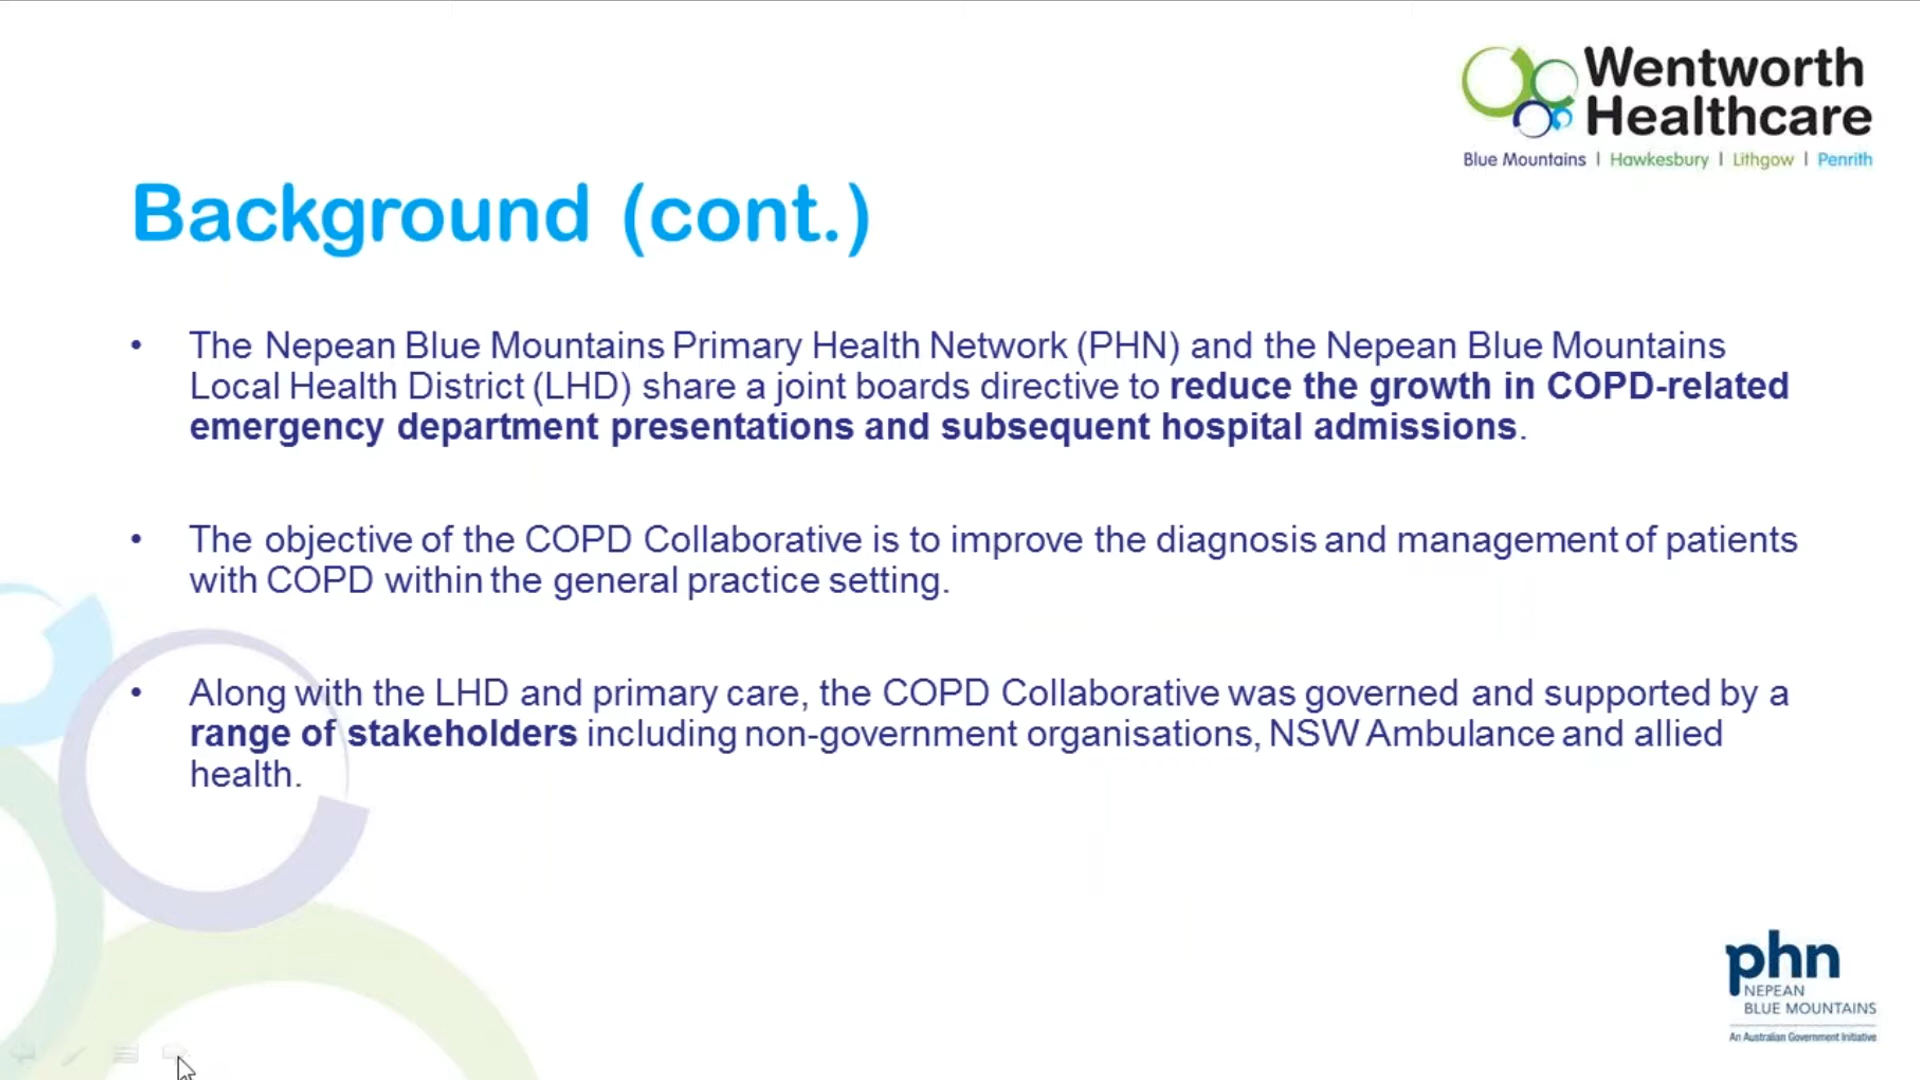 Wentworth
Healthcare
Blue Mountains | Hawkesbury | Lithgow | Penrith
Background (cont.)
• The Nepean Blue Mountains Primary Health Network (PHN) and the Nepean Blue Mountains
Local Health District (LHD) share a joint boards directive to reduce the growth in COPD-related
emergency department presentations and subsequent hospital admissions.
• The objective of the COPD Collaborative is to improve the diagnosis and management of patients
with COPD within the general practice setting.
• Along with the LHD and primary care, the COPD Collaborative was governed and supported by a
range of stakeholders including non-government organisations, NSW Ambulance and allied
health.
phn
NEPEAN
BLUE MOUNTAINS
An Australian Government Initiative